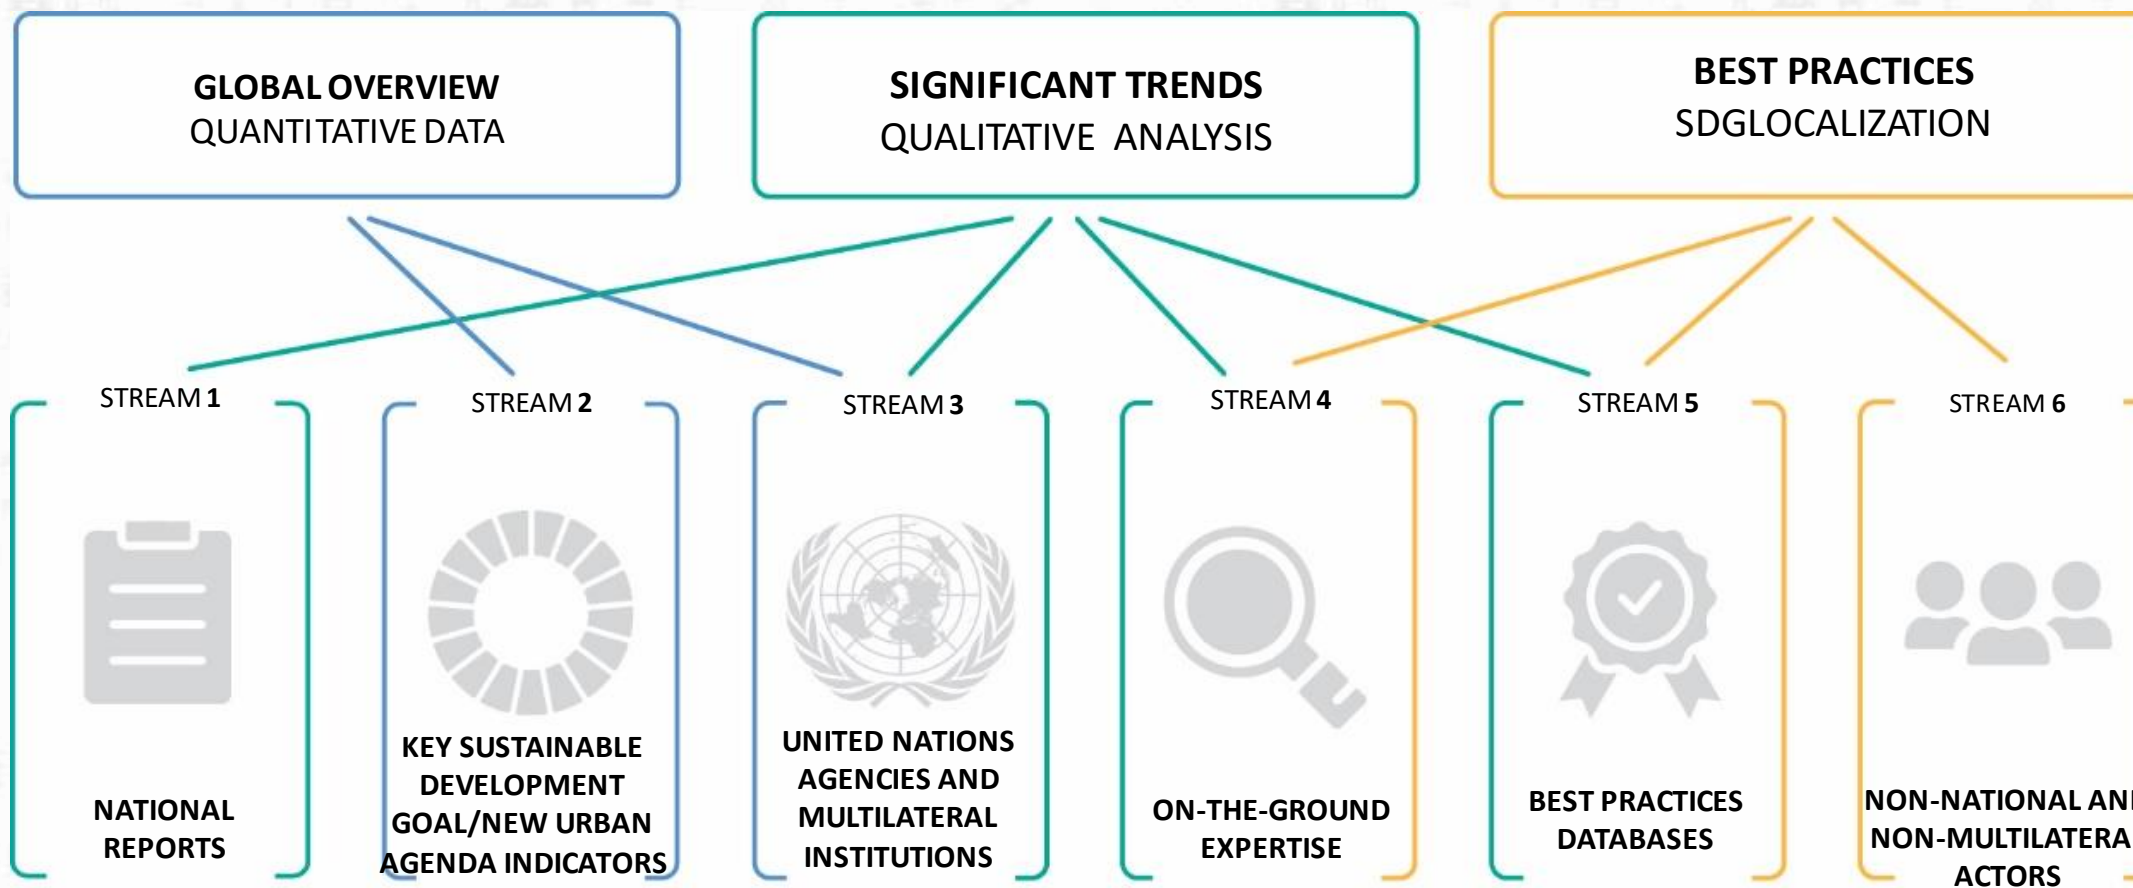 GLOBAL OVERVIEW
QUANTITATIVE DATA
SIGNIFICANT TRENDS
QUALITATIVE ANALYSIS
BEST PRACTICES
SDGLOCALIZATION
STREAM 1
STREAM 2
STREAM 3
STREAM 4
STREAM 5
STREAM 6
NATIONAL
REPORTS
KEY SUSTAINABLE
DEVELOPMENT
GOAL/NEW URBAN
AGENDA INDICATORS
UNITED NATIONS
AGENCIES AND
MULTILATERAL
INSTITUTIONS
ON-THE-GROUND
EXPERTISE
BEST PRACTICES
DATABASES
NON-NATIONAL AN
NON-MULTILATERA
ACTORS